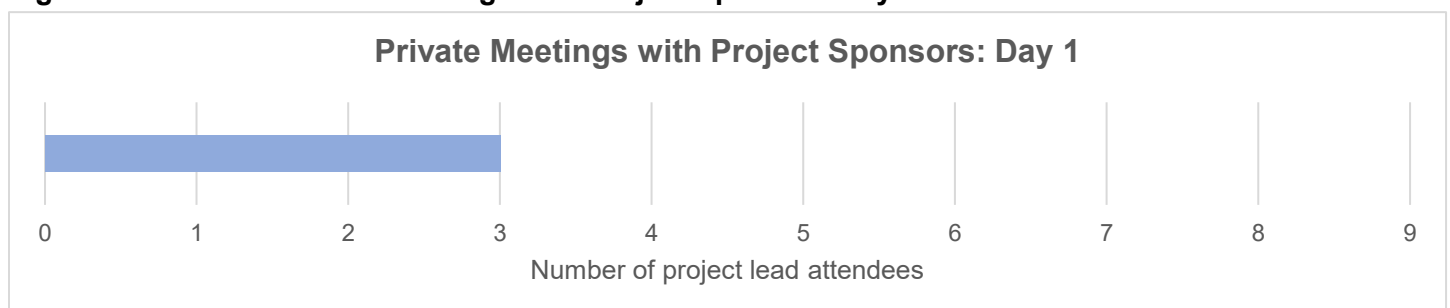 Private Meetings with Project Sponsors: Day 1
0 1 2 3 4 5 6 7 8 9
Number of project lead attendees